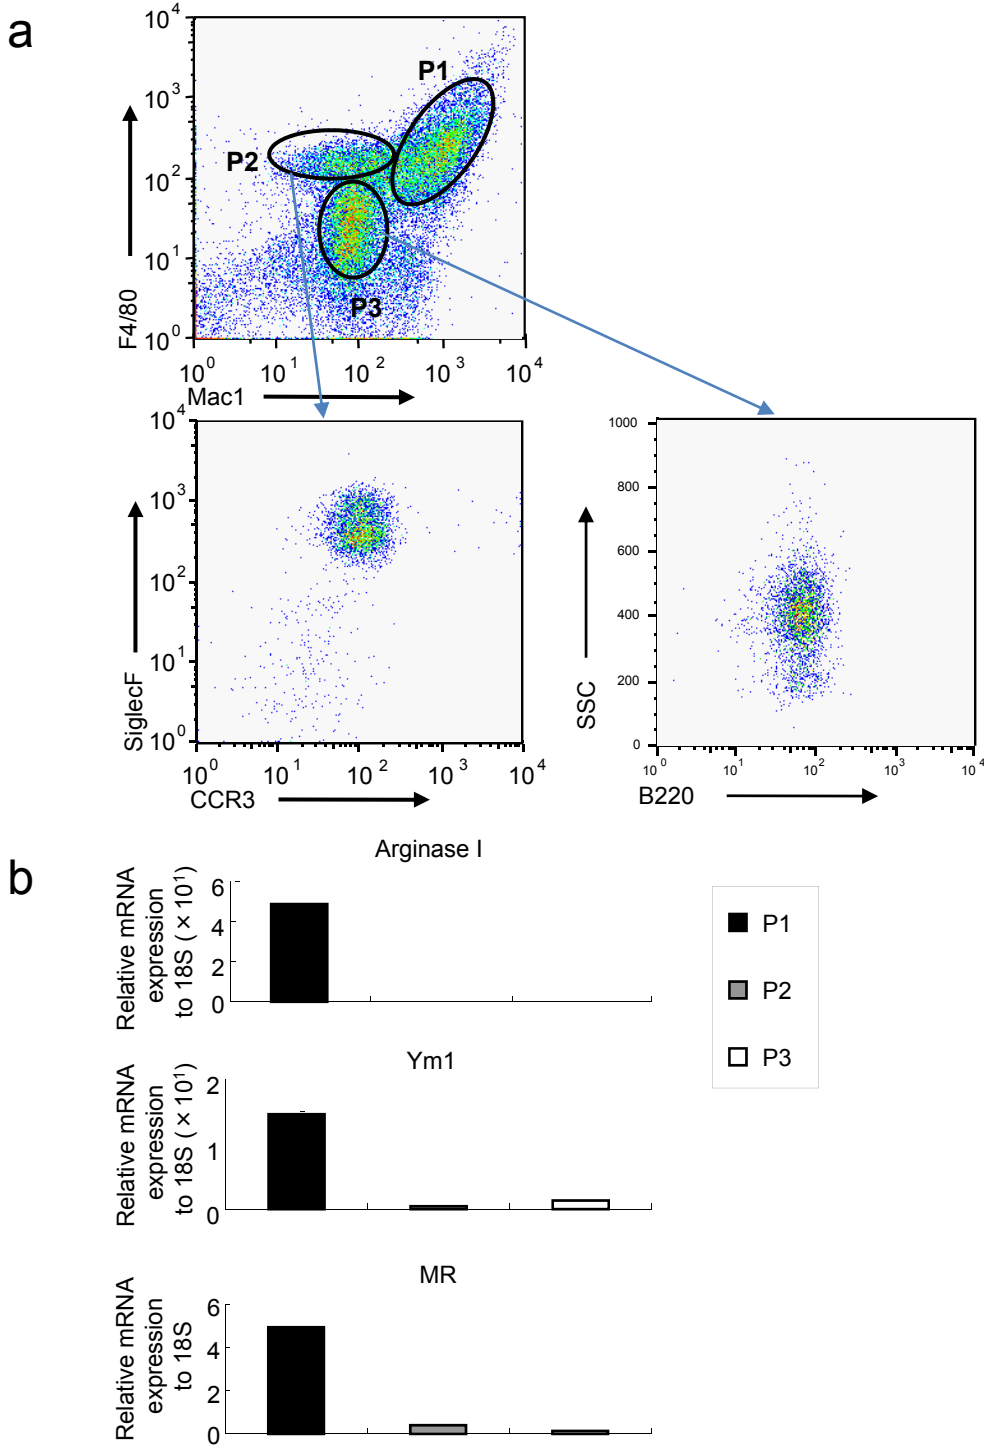 a
10^4
10^3
10^2
10^1
10^0
F4/80
P1
P2
P3
10^0 10^1 10^2 10^3 10^4
Mac1
10^4
10^3
10^2
10^1
10^0
SiglecF
10^0 10^1 10^2 10^3 10^4
CCR3
1000
800
600
400
200
0
SSC
10^0 10^1 10^2 10^3 10^4
B220
b
Arginase I
Relative mRNA
expression
to 18S (×10^1)
6
4
2
0
P1
P2
P3
Ym1
Relative mRNA
expression
to 18S (×10^1)
2
1
0
MR
Relative mRNA
expression
to 18S
6
4
2
0